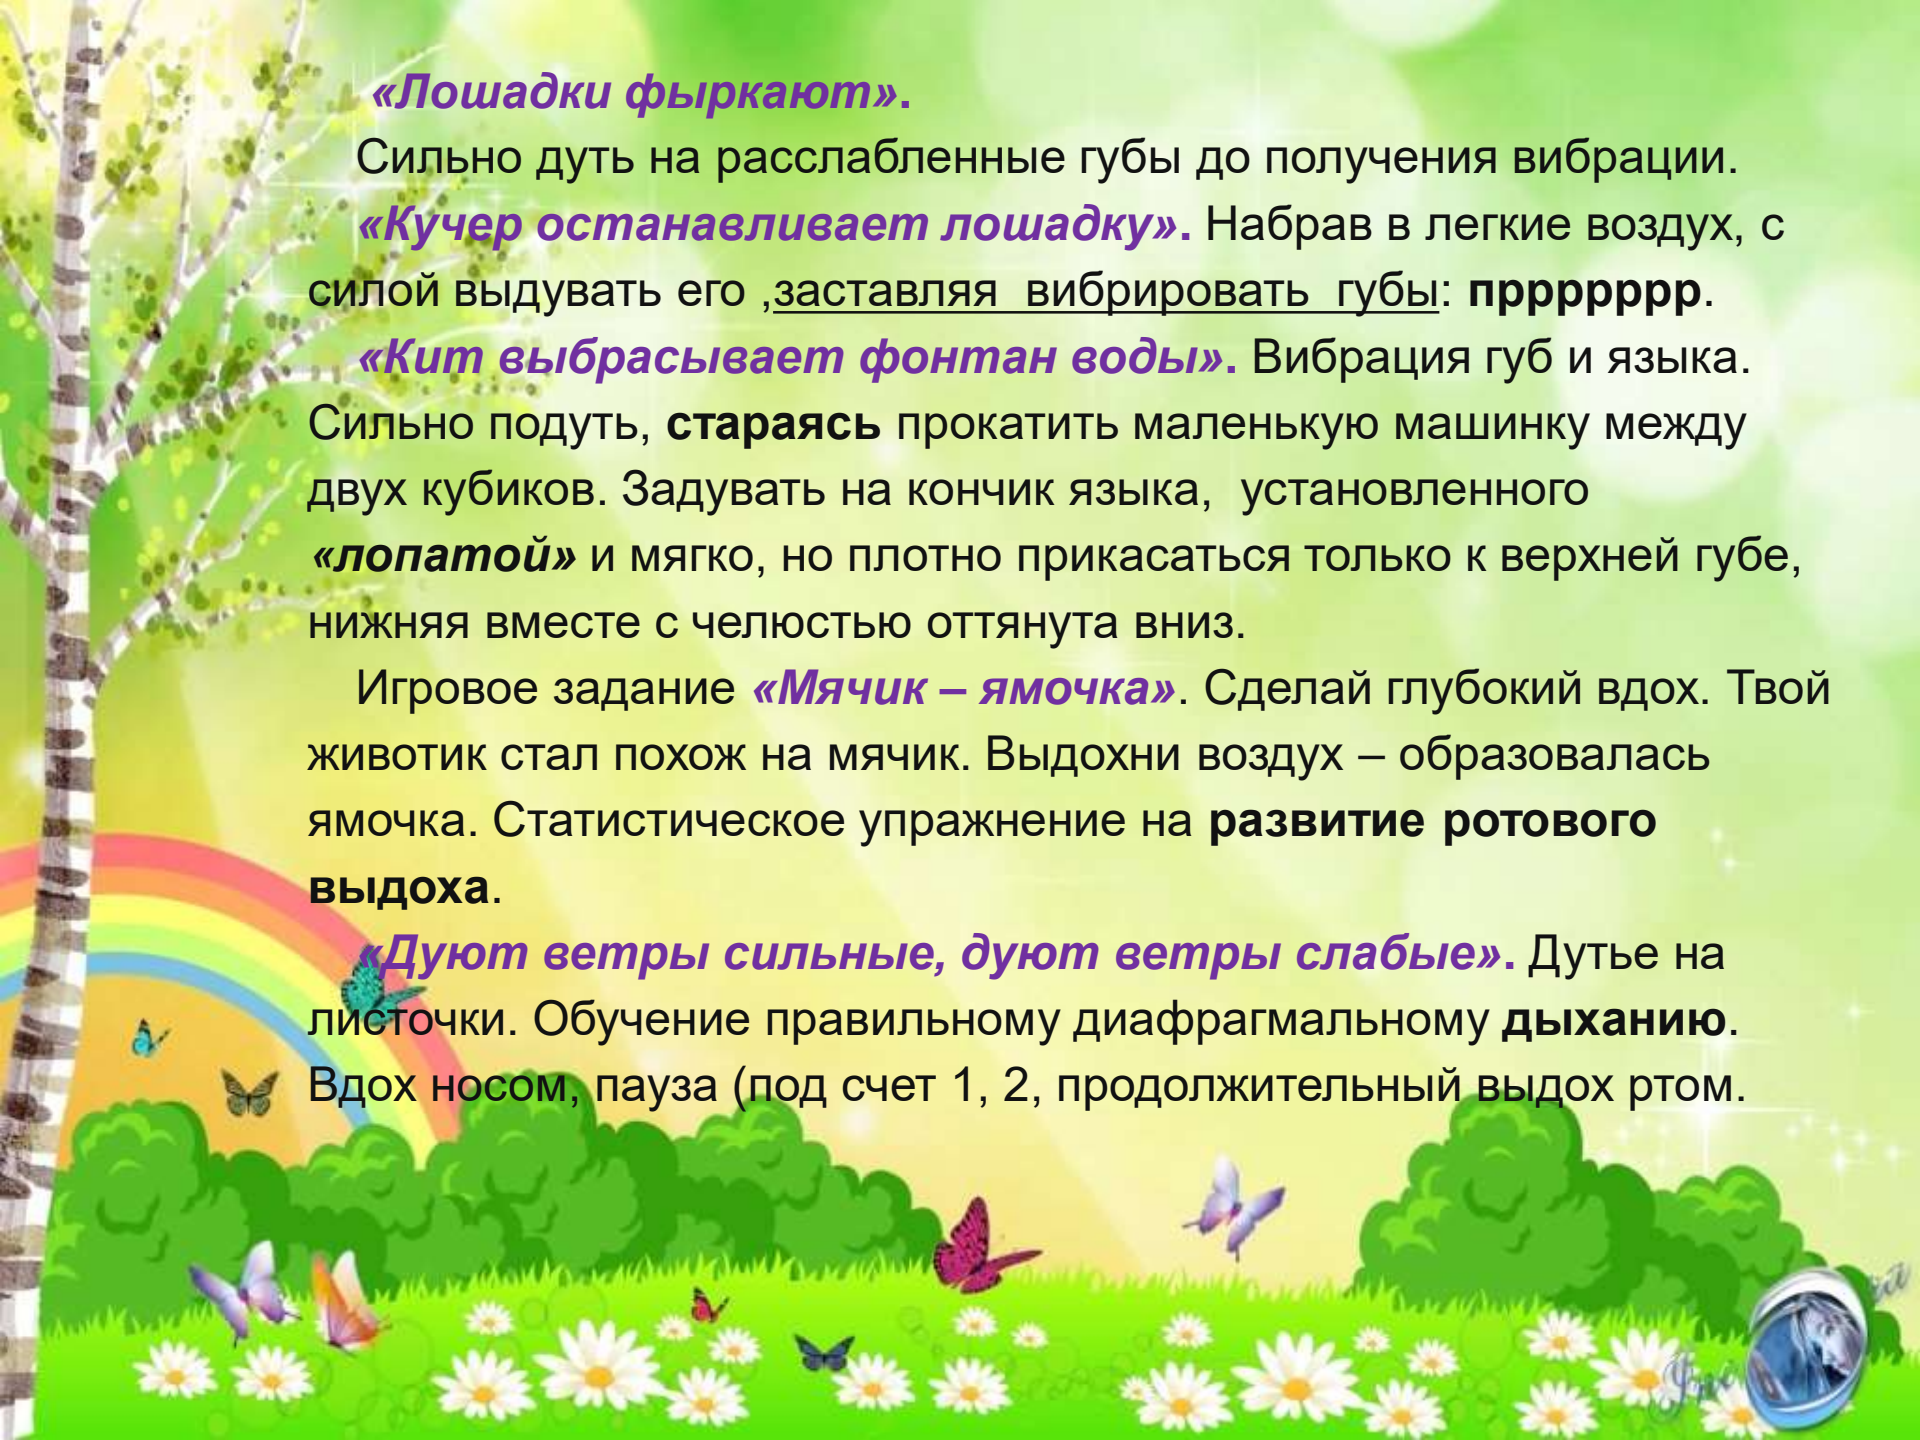 «Лошадки фыркают».
Сильно дуть на расслабленные губы до получения вибрации.
«Кучер останавливает лошадку». Набрав в легкие воздух, с
силой выдувать его ,заставляя вибрировать губы: пррррррр.
«Кит выбрасывает фонтан воды». Вибрация губ и языка.
Сильно подуть, стараясь прокатить маленькую машинку между
двух кубиков. Задувать на кончик языка, установленного
«лопатой» и мягко, но плотно прикасаться только к верхней губе,
нижняя вместе с челюстью оттянута вниз.
Игровое задание «Мячик – ямочка». Сделай глубокий вдох. Твой
животик стал похож на мячик. Выдохни воздух – образовалась
ямочка. Статистическое упражнение на развитие ротового
выдоха.
«Дуют ветры сильные, дуют ветры слабые». Дутье на
листочки. Обучение правильному диафрагмальному дыханию.
Вдох носом, пауза (под счет 1, 2, продолжительный выдох ртом.